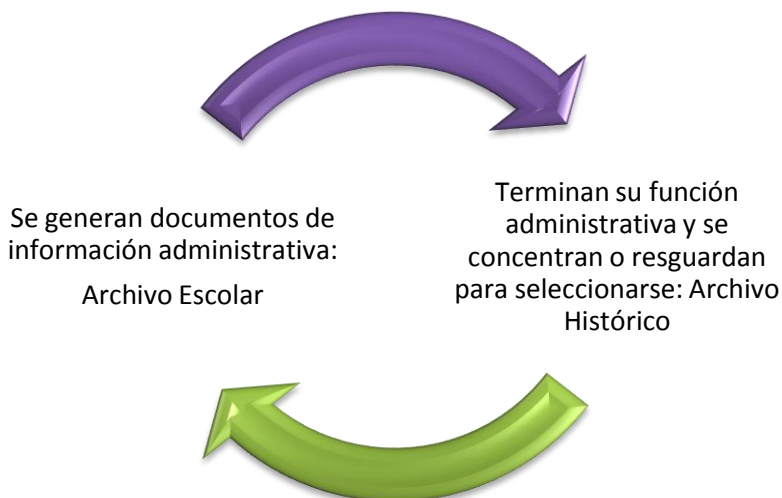 Se generan documentos de
información administrativa:
Archivo Escolar
Terminan su función
administrativa y se
concentran o resguardan
para seleccionarse: Archivo
Histórico